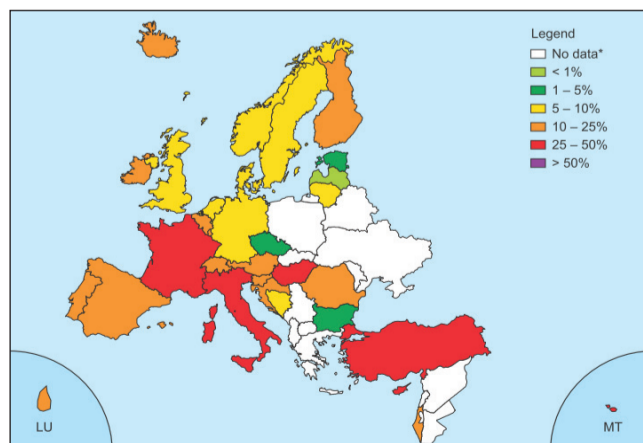 Legend
No data*
< 1%
1 – 5%
5 – 10%
10 – 25%
25 – 50%
> 50%
LU
MT